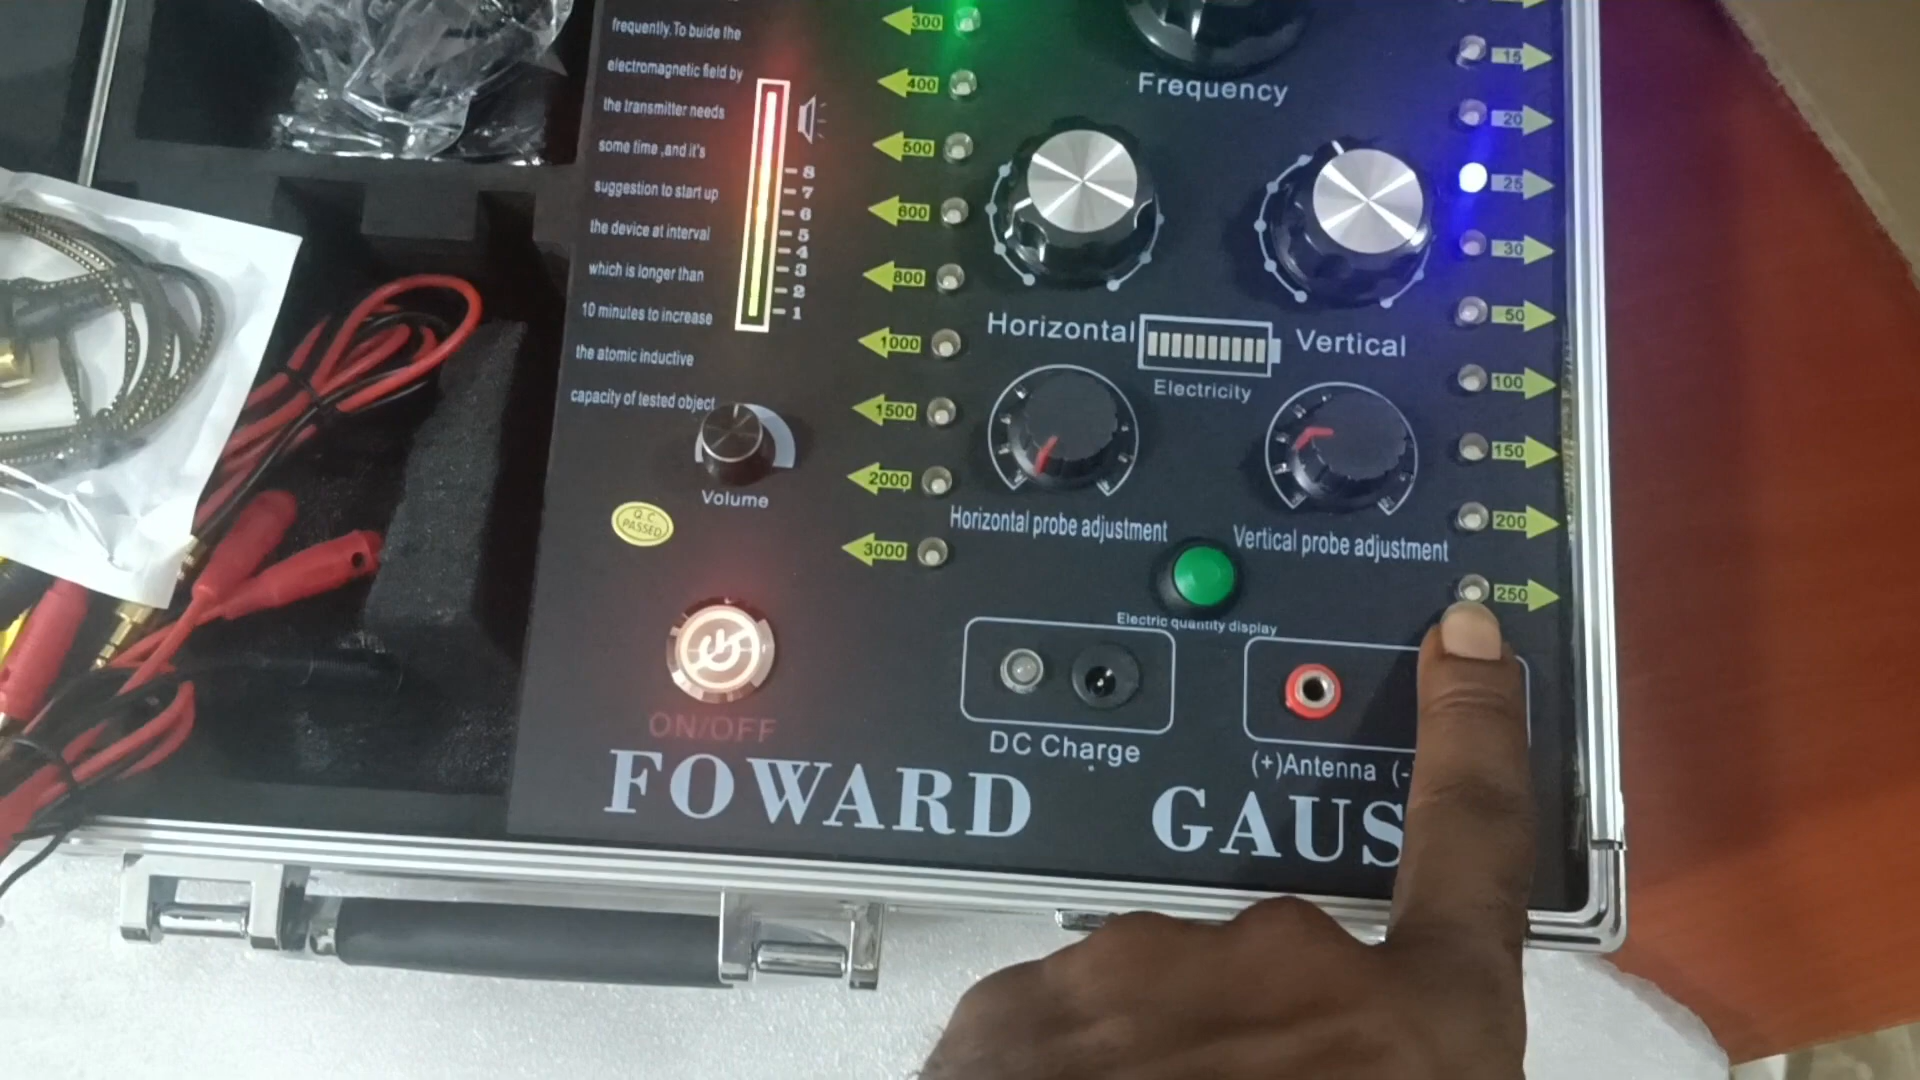 frequently.To buide the
electromagnetic field by
the transmitter needs
some time ,and it's
suggestion to start up
the device at interval
which is longer than
10 minutes to increase
the atomic inductive
capacity of tested object
8
7
6
5
4
3
2
1
Volume
Q.C.
PASSED
ON/OFF
300
400
500
600
800
1000
1500
2000
3000
Frequency
Horizontal
Vertical
Electricity
Horizontal probe adjustment
Vertical probe adjustment
Electric quantity display
DC Charge
(+)Antenna (-
15
20
25
30
50
100
150
200
250
FOWARD GAUS